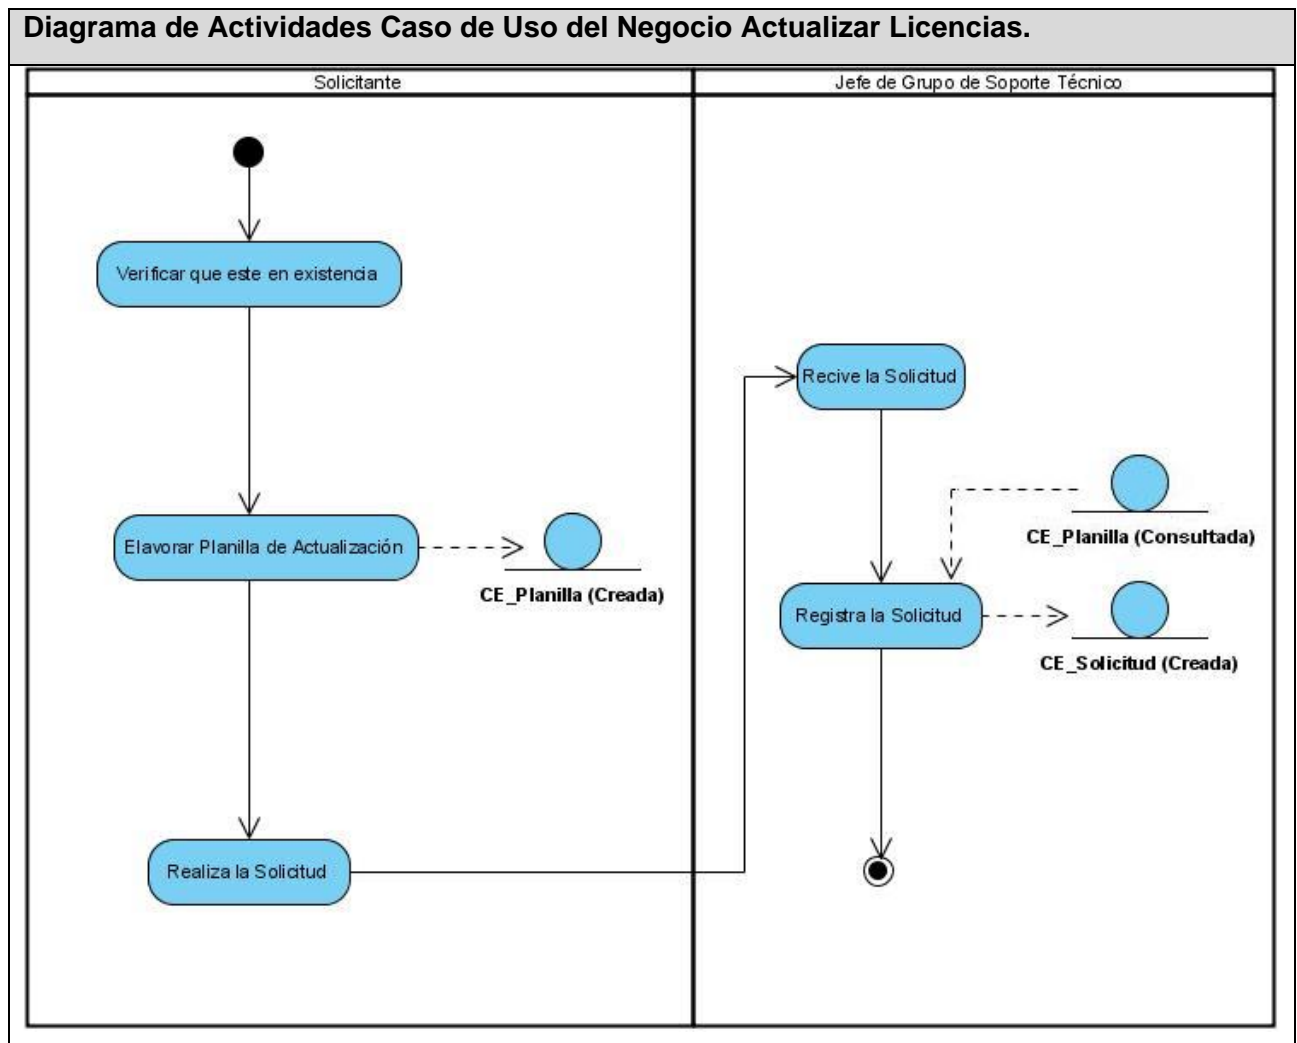 Diagrama de Actividades Caso de Uso del Negocio Actualizar Licencias.
Solicitante
Jefe de Grupo de Soporte Técnico
Verificar que este en existencia
Elavorar Planilla de Actualización
CE_Planilla (Creada)
Realiza la Solicitud
Recive la Solicitud
CE_Planilla (Consultada)
Registra la Solicitud
CE_Solicitud (Creada)